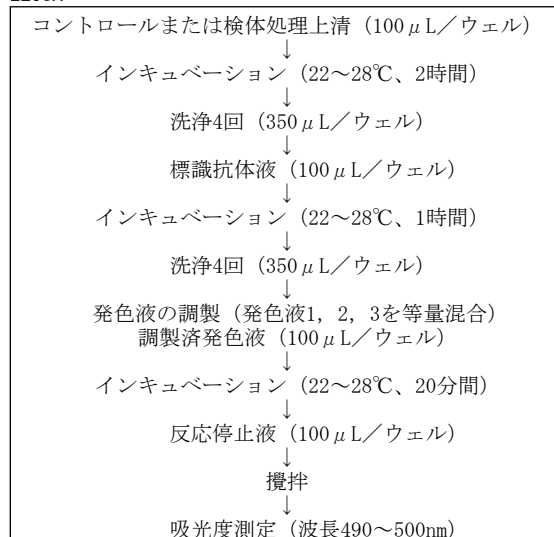 コントロールまたは検体処理上清（100μL／ウェル）
↓
インキュベーション（22～28℃、2時間）
↓
洗浄4回（350μL／ウェル）
↓
標識抗体液（100μL／ウェル）
↓
インキュベーション（22～28℃、1時間）
↓
洗浄4回（350μL／ウェル）
↓
発色液の調製（発色液1，2，3を等量混合）
調製済発色液（100μL／ウェル）
↓
インキュベーション（22～28℃、20分間）
↓
反応停止液（100μL／ウェル）
↓
攪拌
↓
吸光度測定（波長490～500nm）